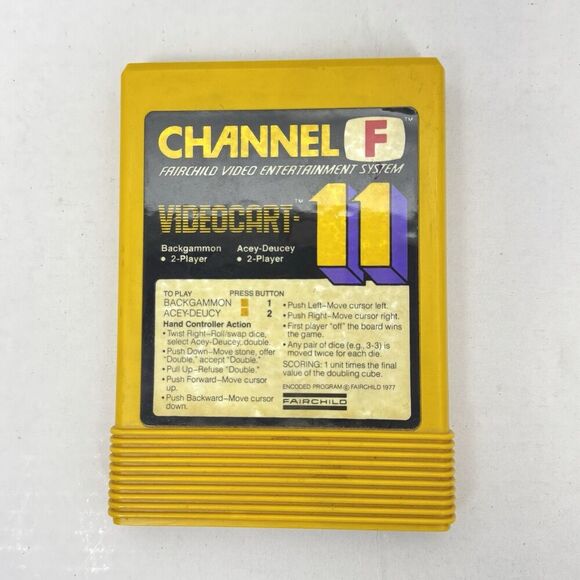 CHANNEL F™
FAIRCHILD VIDEO ENTERTAINMENT SYSTEM
VIDEOCART-™ 11
Backgammon
• 2-Player
Acey-Deucey
• 2-Player
TO PLAY PRESS BUTTON
BACKGAMMON 1
ACEY-DEUCY 2
Hand Controller Action
• Twist Right–Roll/swap dice,
select Acey-Deucey, double.
• Push Down–Move stone, offer
"Double," accept "Double."
• Pull Up–Refuse "Double."
• Push Forward–Move cursor
up.
• Push Backward–Move cursor
down.
• Push Left–Move cursor left.
• Push Right–Move cursor right.
• First player "off" the board wins
the game.
• Any pair of dice (e.g., 3-3) is
moved twice for each die.
SCORING: 1 unit times the final
value of the doubling cube.
ENCODED PROGRAM © FAIRCHILD 1977
FAIRCHILD